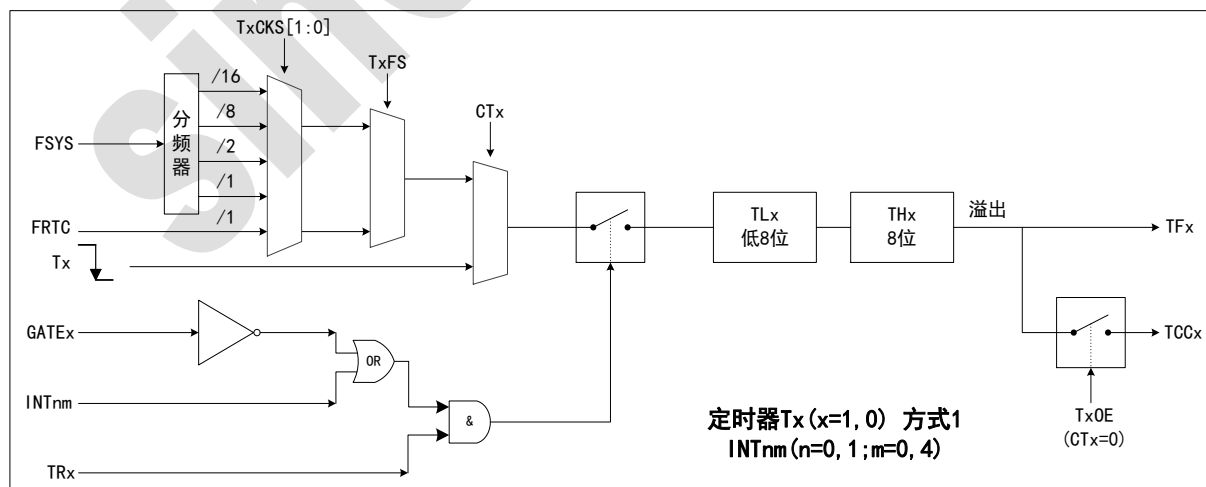 TxCKS[1:0]
TxFS
CTx
/16
/8
/2
/1
/1
分频器
FSYS
FRTC
Tx
TLx
低8位
THx
8位
溢出
TFx
TCCx
GATEx
OR
INTnm
&
TRx
TxOE
(CTx=0)
定时器Tx(x=1,0) 方式1
INTnm(n=0,1;m=0,4)